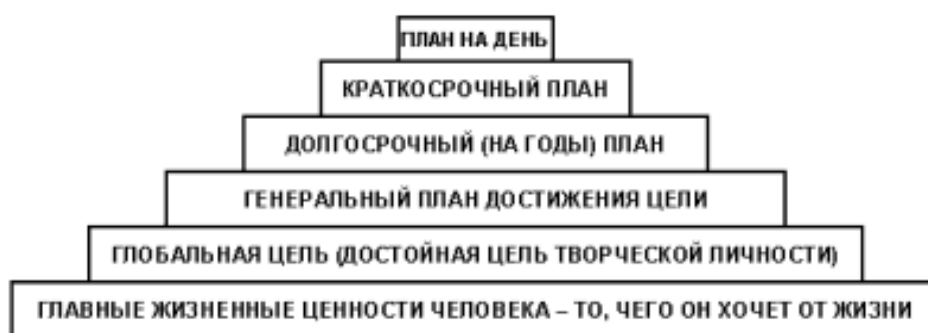 ПЛАН НА ДЕНЬ
КРАТКОСРОЧНЫЙ ПЛАН
ДОЛГОСРОЧНЫЙ (НА ГОДЫ) ПЛАН
ГЕНЕРАЛЬНЫЙ ПЛАН ДОСТИЖЕНИЯ ЦЕЛИ
ГЛОБАЛЬНАЯ ЦЕЛЬ (ДОСТОЙНАЯ ЦЕЛЬ ТВОРЧЕСКОЙ ЛИЧНОСТИ)
ГЛАВНЫЕ ЖИЗНЕННЫЕ ЦЕННОСТИ ЧЕЛОВЕКА – ТО, ЧЕГО ОН ХОЧЕТ ОТ ЖИЗНИ